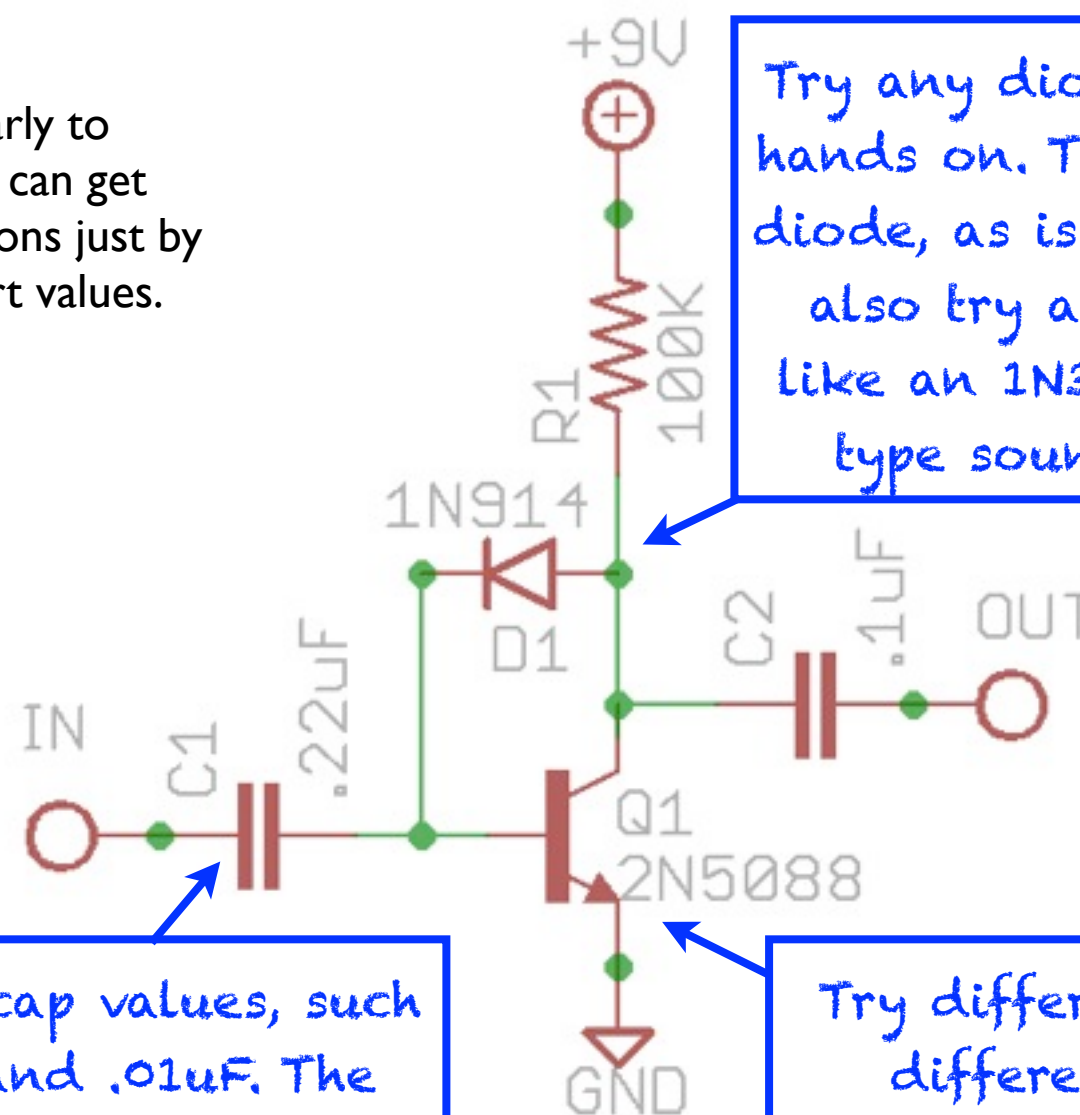 arly to
can get
ons just by
rt values.
+9V
Try any dio
hands on. T
diode, as is
also try a
like an 1N3
type soun
R1
100K
1N914
D1
C2
.1uF
OUT
IN
C1
.22uF
Q1
2N5088
cap values, such
and .01uF. The
Try differ
differe
GND